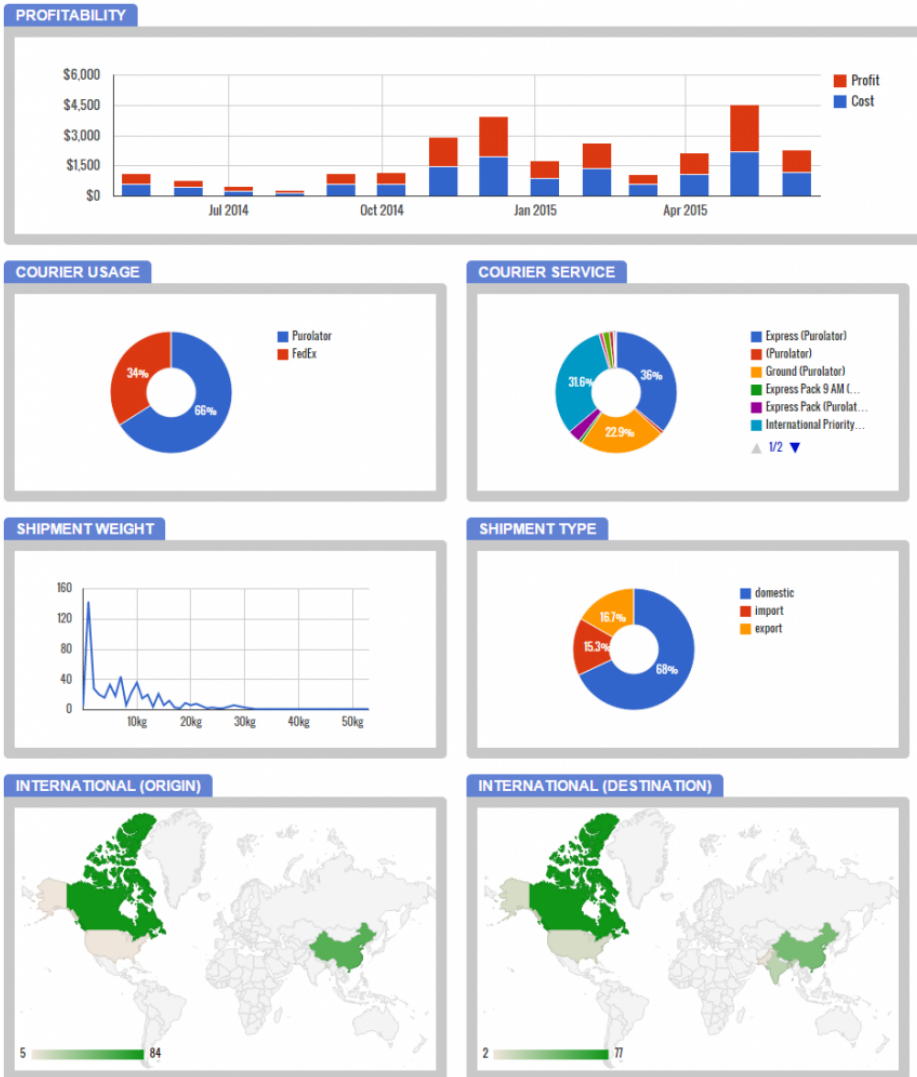 PROFITABILITY
$6,000
$4,500
$3,000
$1,500
$0
Jul 2014
Oct 2014
Jan 2015
Apr 2015
Profit
Cost
COURIER USAGE
34%
66%
Purolator
FedEx
COURIER SERVICE
31.6%
36%
22.9%
Express (Purolator)
(Purolator)
Ground (Purolator)
Express Pack 9 AM (...
Express Pack (Purolat...
International Priority...
1/2
SHIPMENT WEIGHT
160
120
80
40
0
10kg
20kg
30kg
40kg
50kg
SHIPMENT TYPE
16.7%
15.3%
68%
domestic
import
export
INTERNATIONAL (ORIGIN)
5
84
INTERNATIONAL (DESTINATION)
2
77